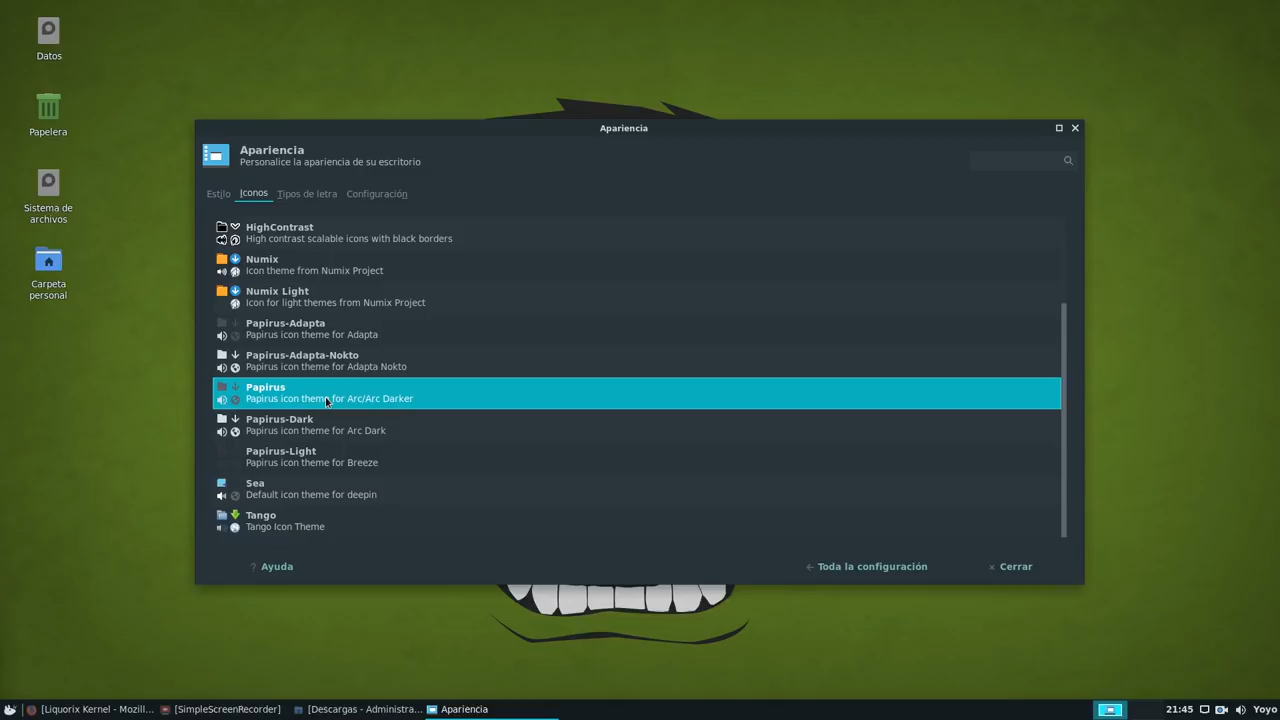 Datos
Papelera
Sistema de
archivos
Carpeta
personal
Apariencia
Apariencia
Personalice la apariencia de su escritorio
Estilo Iconos Tipos de letra Configuración
HighContrast
High contrast scalable icons with black borders
Numix
Icon theme from Numix Project
Numix Light
Icon for light themes from Numix Project
Papirus-Adapta
Papirus icon theme for Adapta
Papirus-Adapta-Nokto
Papirus icon theme for Adapta Nokto
Papirus
Papirus icon theme for Arc/Arc Darker
Papirus-Dark
Papirus icon theme for Arc Dark
Papirus-Light
Papirus icon theme for Breeze
Sea
Default icon theme for deepin
Tango
Tango Icon Theme
? Ayuda
Toda la configuración
Cerrar
[Liquorix Kernel - Mozill... [SimpleScreenRecorder] [Descargas - Administra... Apariencia 21:45 Yoyo